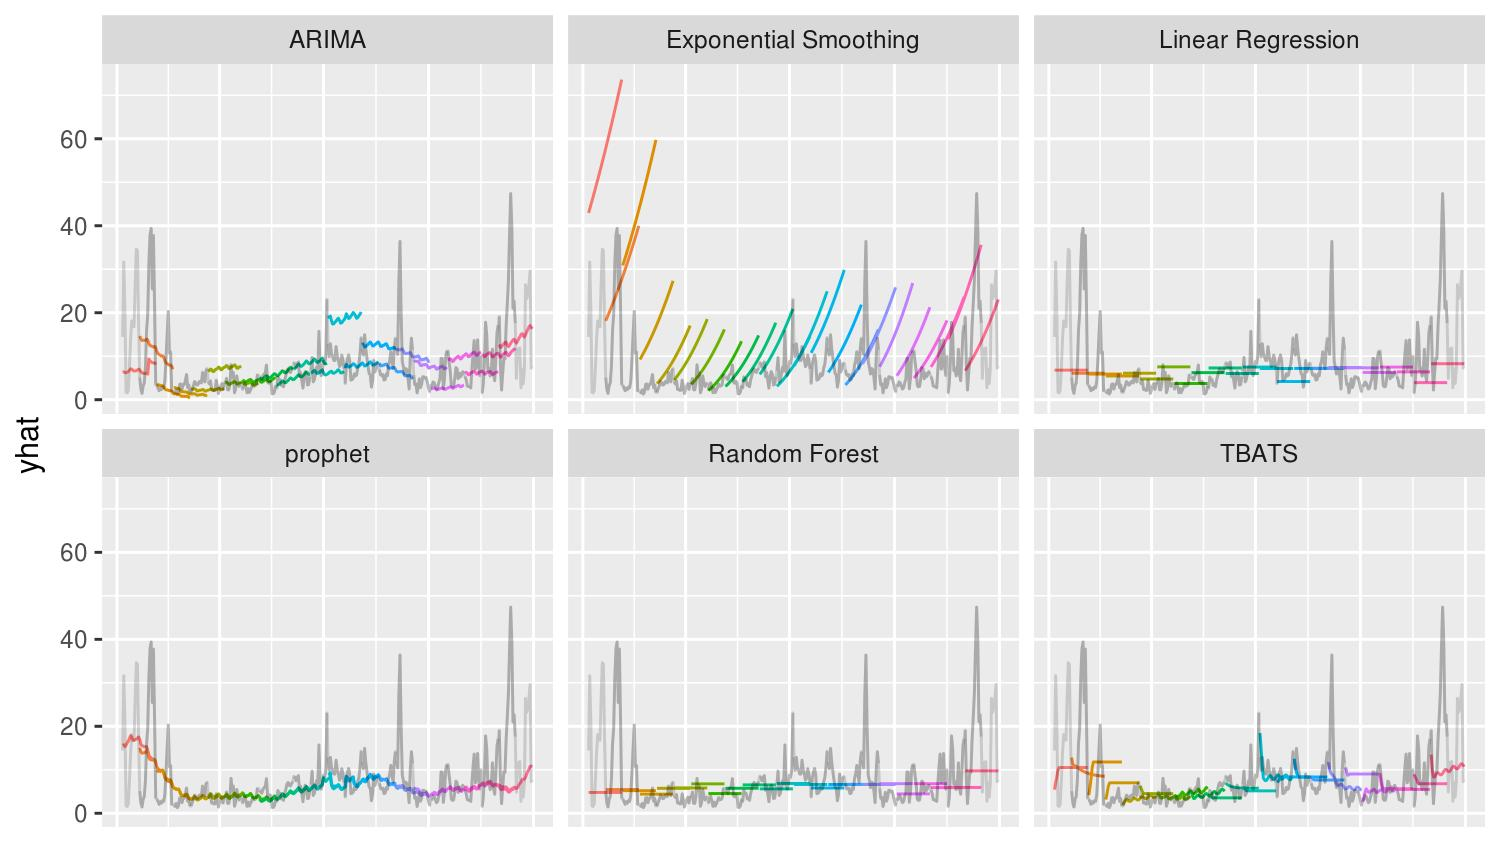 ARIMA
Exponential Smoothing
Linear Regression
60
40
20
0
yhat
prophet
Random Forest
TBATS
60
40
20
0